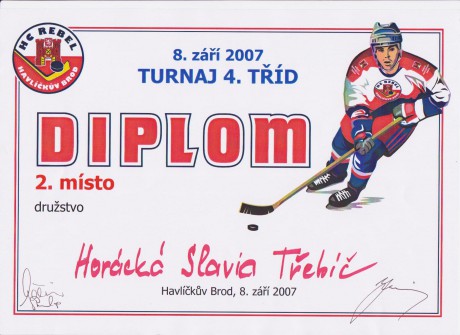 HC REBEL
HAVLÍČKŮV BROD
8. září 2007
TURNAJ 4. TŘÍD
DIPLOM
2. místo
družstvo
Horácká Slavia Třebíč
Havlíčkův Brod, 8. září 2007